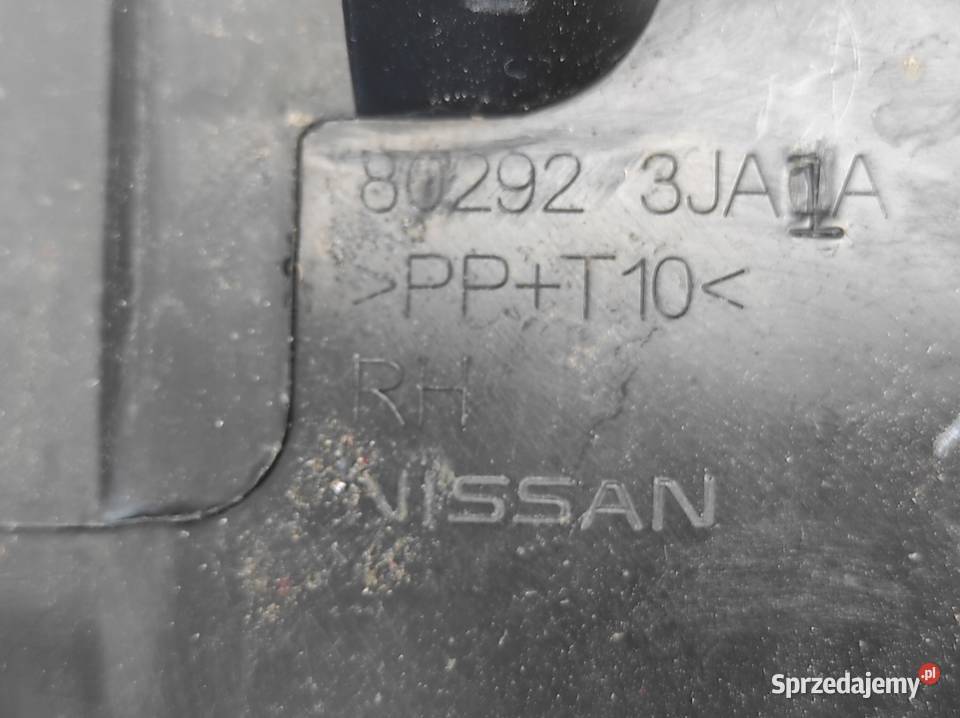 80292 3JA1A
>PP+T10<
RH
NISSAN
Sprzedajemy.pl